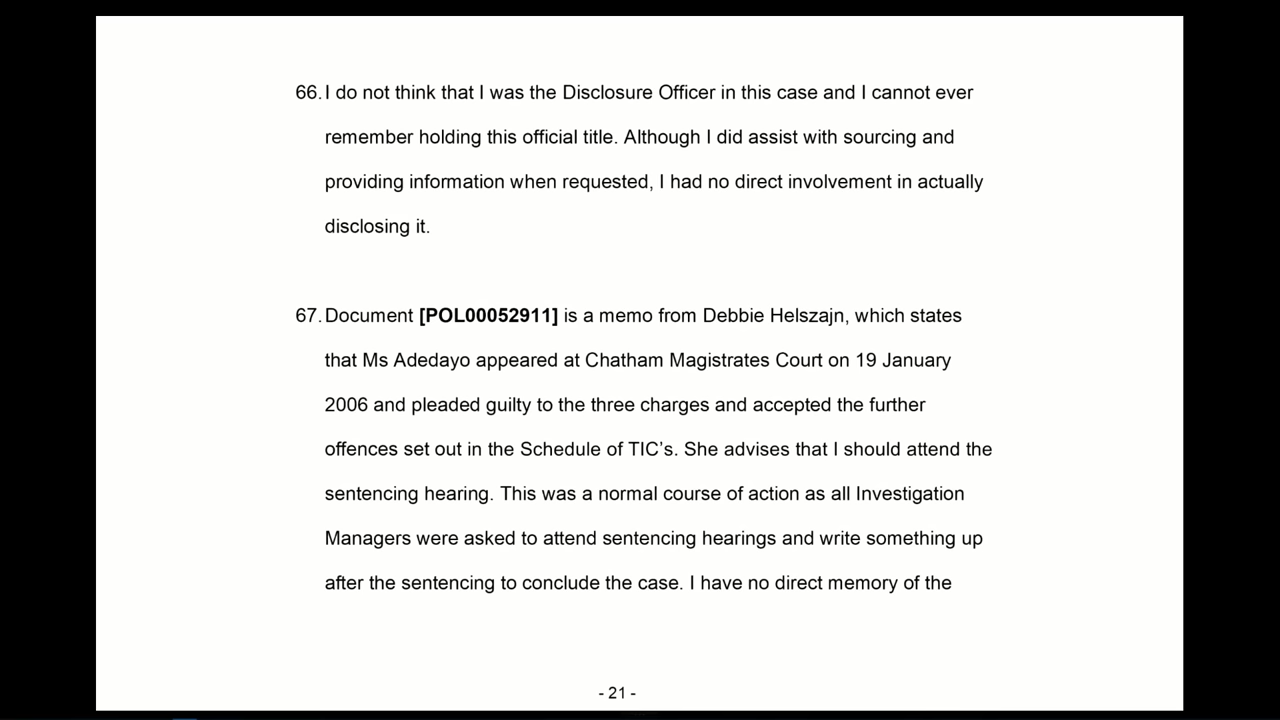 66. I do not think that I was the Disclosure Officer in this case and I cannot ever
remember holding this official title. Although I did assist with sourcing and
providing information when requested, I had no direct involvement in actually
disclosing it.
67. Document [POL00052911] is a memo from Debbie Helszajn, which states
that Ms Adedayo appeared at Chatham Magistrates Court on 19 January
2006 and pleaded guilty to the three charges and accepted the further
offences set out in the Schedule of TIC’s. She advises that I should attend the
sentencing hearing. This was a normal course of action as all Investigation
Managers were asked to attend sentencing hearings and write something up
after the sentencing to conclude the case. I have no direct memory of the
- 21 -